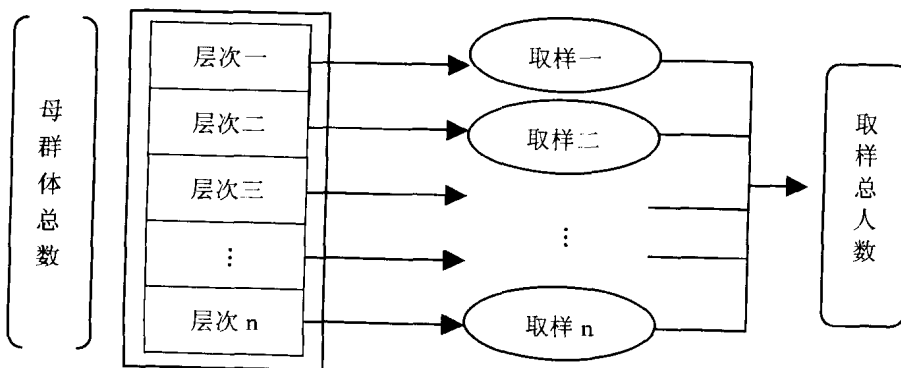 母群体总数
层次一
层次二
层次三
⋮
层次 n
取样一
取样二
⋮
取样 n
取样总人数